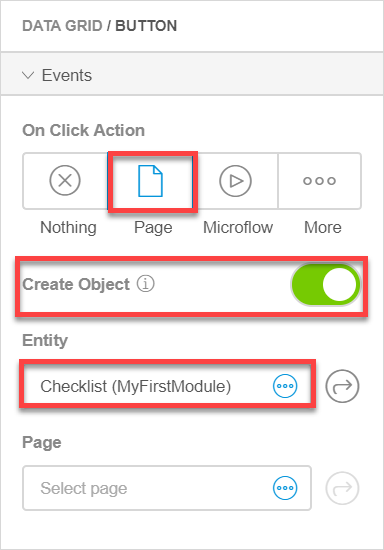 DATA GRID / BUTTON
Events
On Click Action
Nothing Page Microflow More
Create Object
Entity
Checklist (MyFirstModule)
Page
Select page